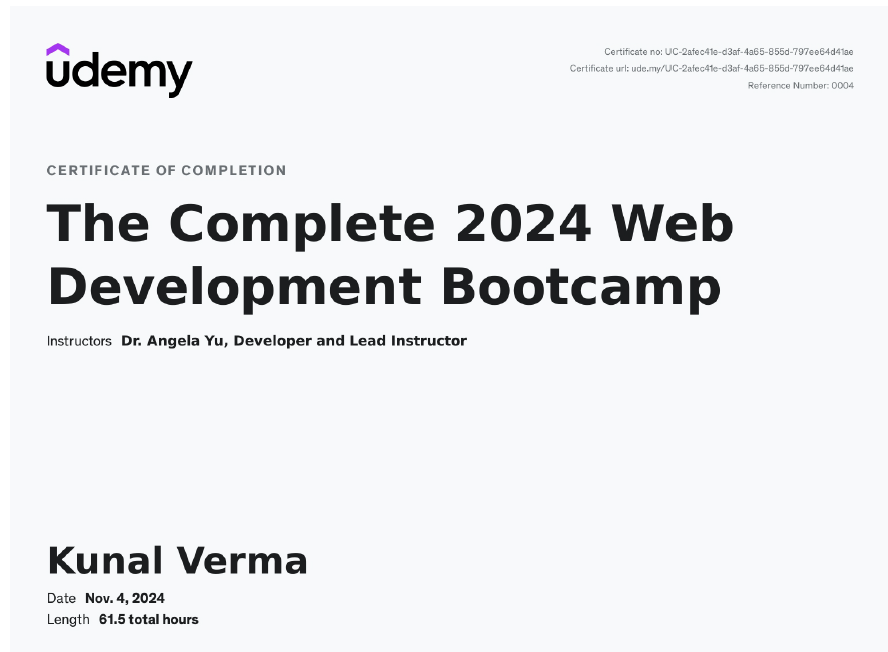 udemy
Certificate no: UC-2afec41e-d3af-4a65-855d-797ee64d41ae
Certificate url: ude.my/UC-2afec41e-d3af-4a65-855d-797ee64d41ae
Reference Number: 0004
CERTIFICATE OF COMPLETION
The Complete 2024 Web
Development Bootcamp
Instructors Dr. Angela Yu, Developer and Lead Instructor
Kunal Verma
Date Nov. 4, 2024
Length 61.5 total hours